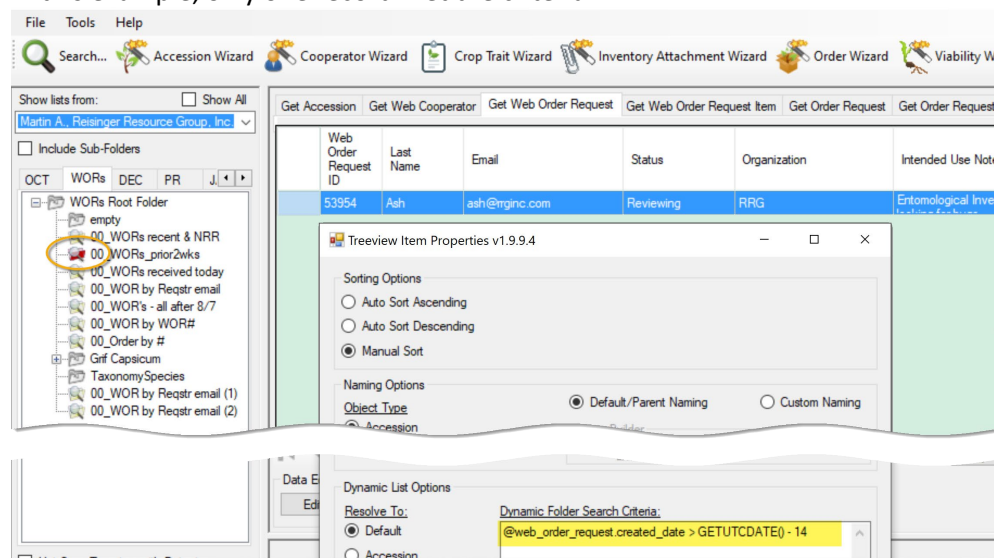 File Tools Help
Search... Accession Wizard Cooperator Wizard Crop Trait Wizard Inventory Attachment Wizard Order Wizard Viability W
Show lists from: Show All
Martin A., Reisinger Resource Group, Inc
Include Sub-Folders
OCT WORs DEC PR J.
WORs Root Folder
empty
00_WORs recent & NRR
00_WORs_prior2wks
00_WORs received today
00_WOR by Reqstr email
00_WOR's - all after 8/7
00_WOR by WOR#
00_Order by #
Grif Capsicum
TaxonomySpecies
00_WOR by Reqstr email (1)
00_WOR by Reqstr email (2)
Get Accession Get Web Cooperator Get Web Order Request Get Web Order Request Item Get Order Request Get Order Request
Web Order Request ID Last Name Email Status Organization Intended Use Note
53954 Ash ash@rrginc.com Reviewing RRG Entomological Inve
Treeview Item Properties v1.9.9.4
Sorting Options
Auto Sort Ascending
Auto Sort Descending
Manual Sort
Naming Options
Object Type Default/Parent Naming Custom Naming
Accession
Data E
Edi
Dynamic List Options
Resolve To: Dynamic Folder Search Criteria:
Default @web_order_request.created_date > GETUTCDATE() - 14
Accession